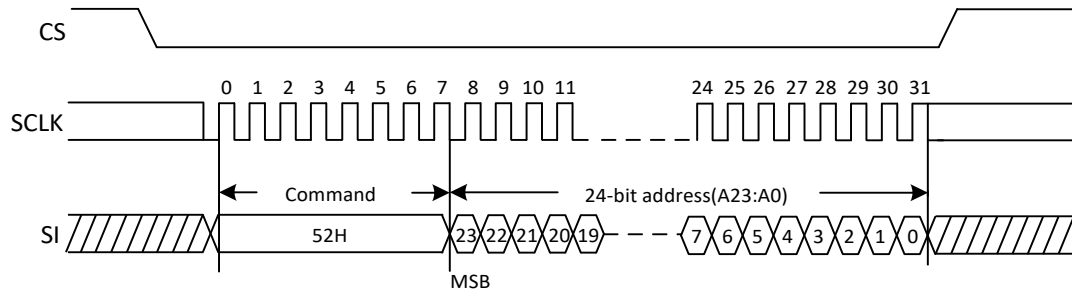 CS
0 1 2 3 4 5 6 7 8 9 10 11 24 25 26 27 28 29 30 31
SCLK
Command 24-bit address(A23:A0)
SI 52H 23 22 21 20 19 7 6 5 4 3 2 1 0
MSB